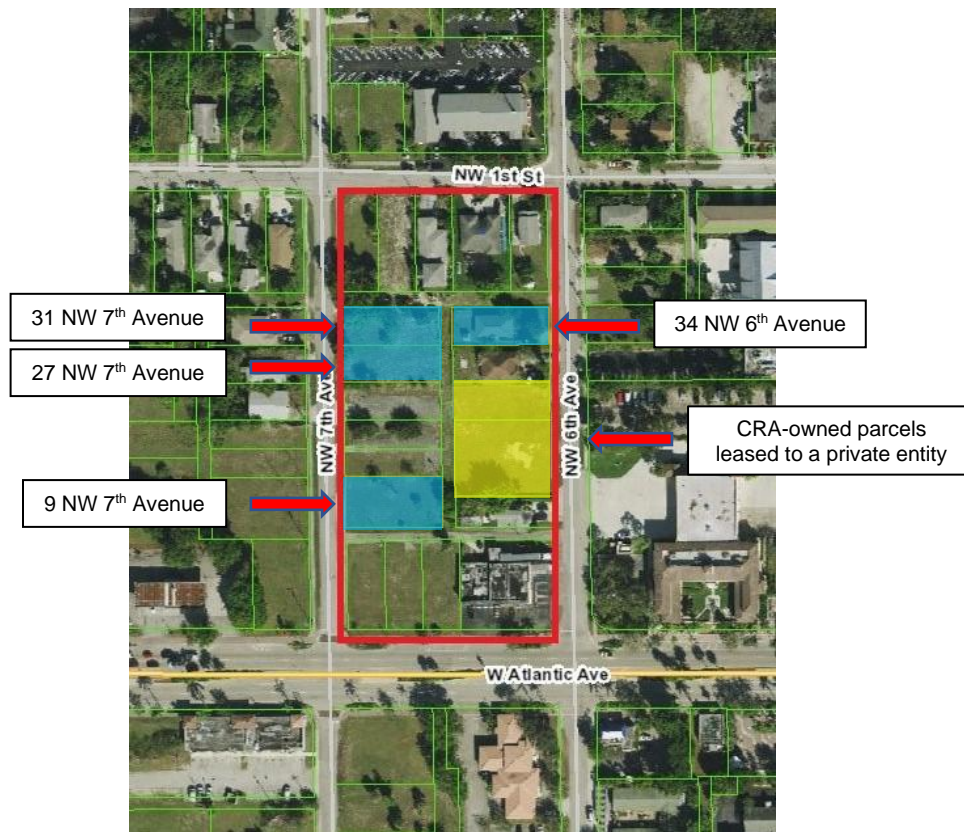 NW 1st St
31 NW 7th Avenue
34 NW 6th Avenue
27 NW 7th Avenue
NW 7th Ave
NW 6th Ave
CRA-owned parcels
leased to a private entity
9 NW 7th Avenue
W Atlantic Ave